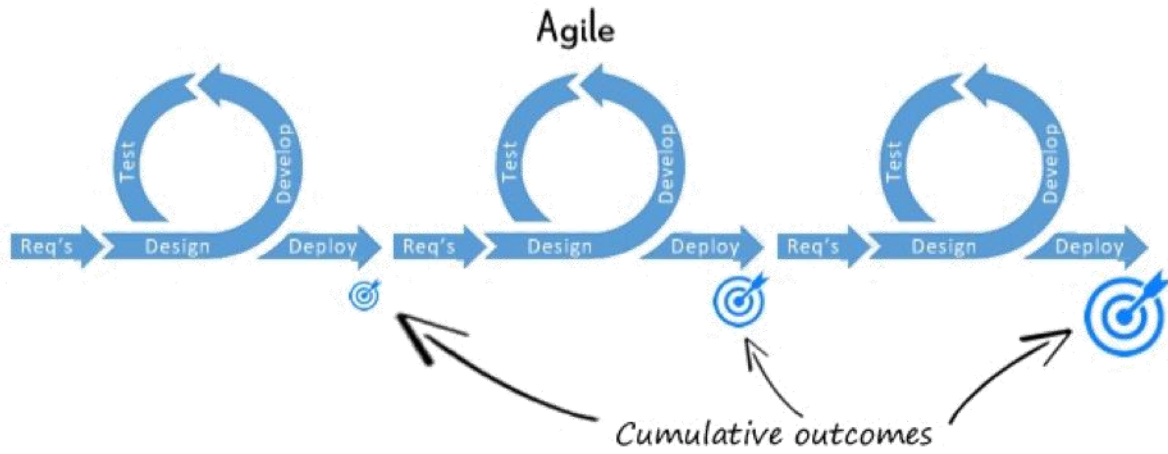 Agile
Test
Develop
Req's
Design
Deploy
Test
Develop
Req's
Design
Deploy
Test
Develop
Req's
Design
Deploy
Cumulative outcomes